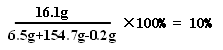 16.1g
6.5g+154.7g-0.2g ×100% = 10%